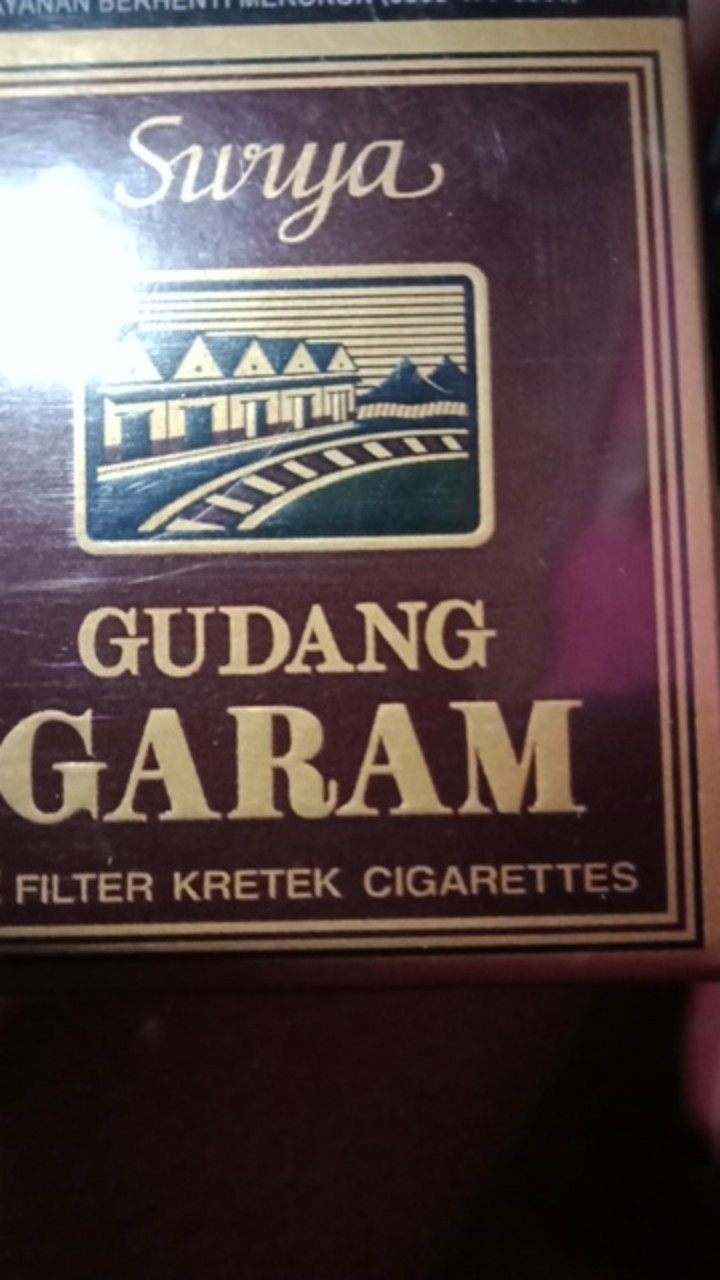 BERHENTI MEROKOK
Surya
GUDANG
GARAM
FILTER KRETEK CIGARETTES